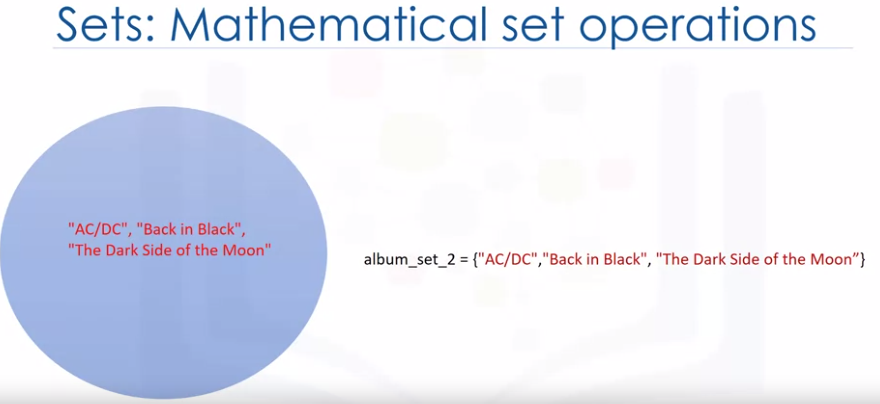 Sets: Mathematical set operations
"AC/DC", "Back in Black",
"The Dark Side of the Moon"
album_set_2 = {"AC/DC","Back in Black", "The Dark Side of the Moon”}